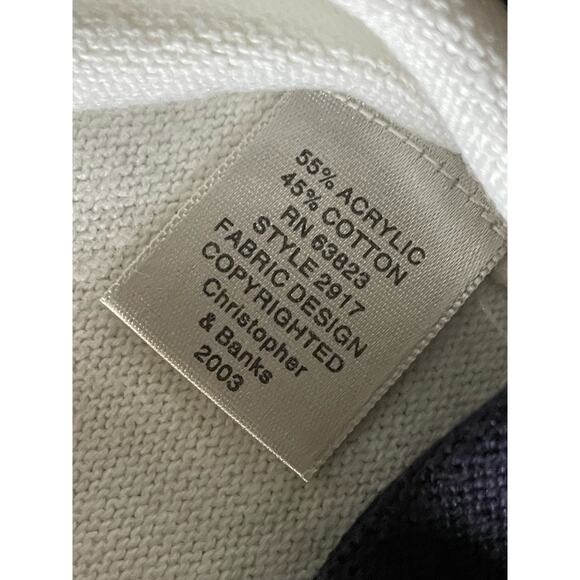 55% ACRYLIC
45% COTTON
RN 63823
STYLE 2917
FABRIC DESIGN
COPYRIGHTED
Christopher
& Banks
2003